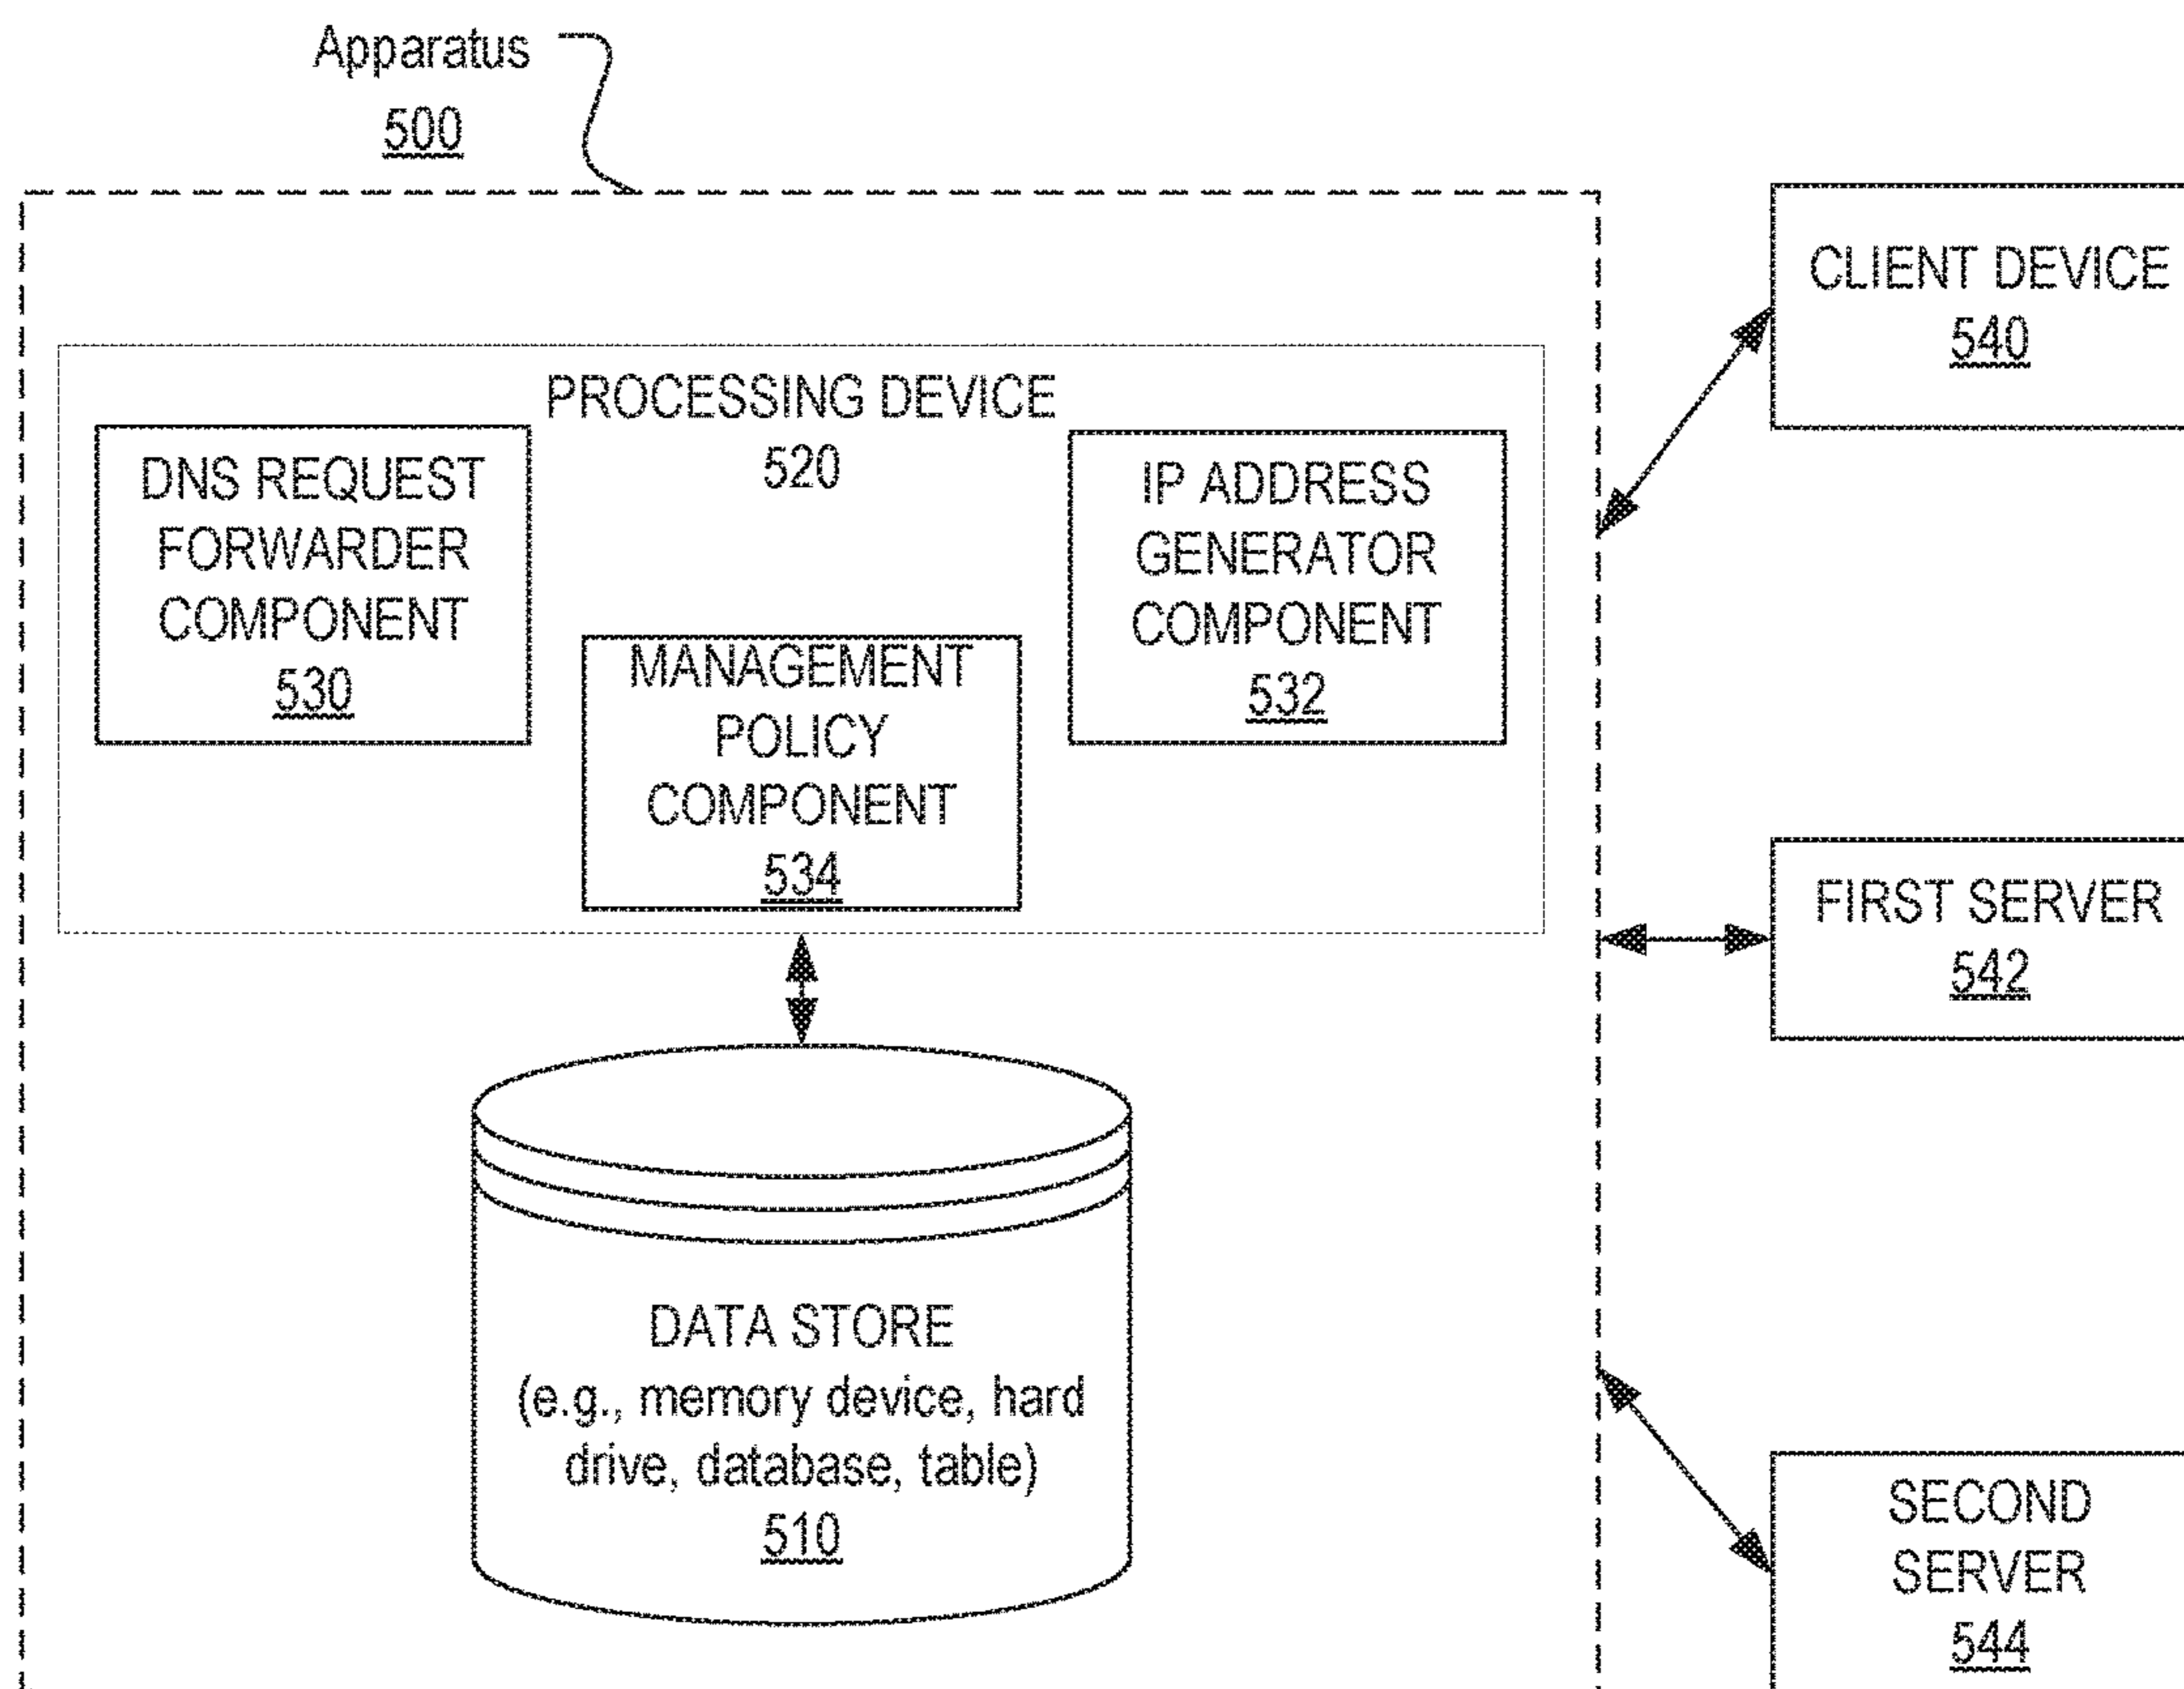 Apparatus
500
PROCESSING DEVICE
520
DNS REQUEST
FORWARDER
COMPONENT
530
MANAGEMENT
POLICY
COMPONENT
534
IP ADDRESS
GENERATOR
COMPONENT
532
DATA STORE
(e.g., memory device, hard
drive, database, table)
510
CLIENT DEVICE
540
FIRST SERVER
542
SECOND
SERVER
544